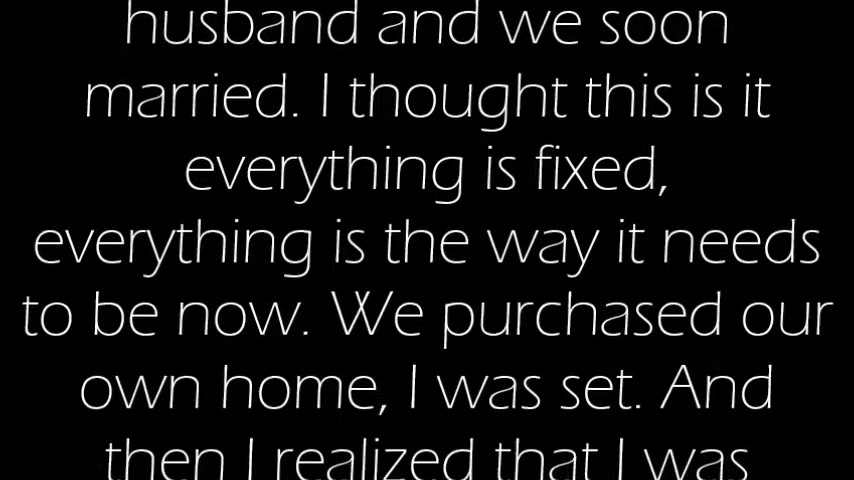 husband and we soon
married. I thought this is it
everything is fixed,
everything is the way it needs
to be now. We purchased our
own home, I was set. And
then I realized that I was